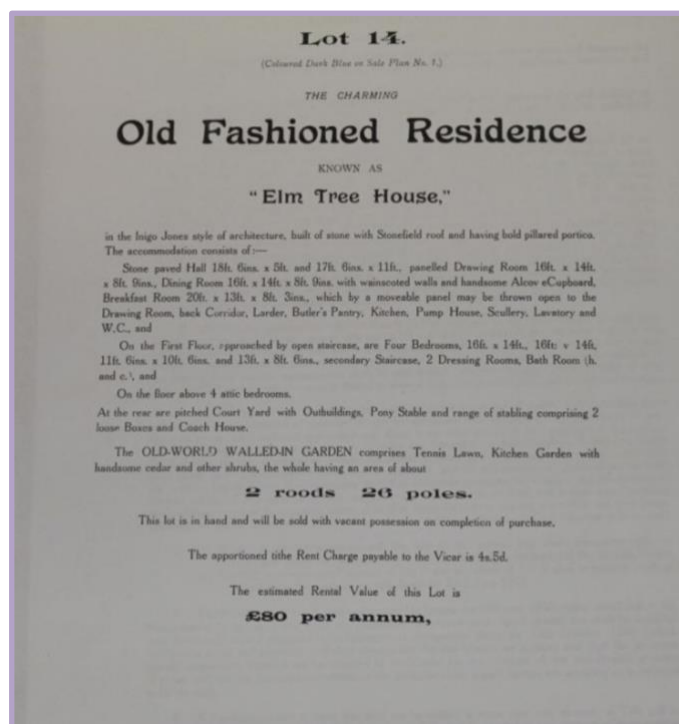 Lot 14.
(Coloured Dark Blue on Sale Plan No. 1.)
THE CHARMING
Old Fashioned Residence
KNOWN AS
"Elm Tree House,"
in the Inigo Jones style of architecture, built of stone with Stonefield roof and having bold pillared portico.
The accommodation consists of:—
Stone paved Hall 18ft. 6ins. x 5ft. and 17ft. 6ins. x 11ft., panelled Drawing Room 16ft. x 14ft.
x 8ft. 9ins., Dining Room 16ft. x 14ft. x 8ft. 9ins. with wainscoted walls and handsome Alcov eCupboard,
Breakfast Room 20ft. x 13ft. x 8ft. 3ins., which by a moveable panel may be thrown open to the
Drawing Room, back Corridor, Larder, Butler's Pantry, Kitchen, Pump House, Scullery, Lavatory and
W.C., and
On the First Floor, approached by open staircase, are Four Bedrooms, 16ft. x 14ft., 16ft: v 14ft,
11ft. 6ins. x 10ft. 6ins. and 13ft. x 8ft. 6ins., secondary Staircase, 2 Dressing Rooms, Bath Room (h.
and c.), and
On the floor above 4 attic bedrooms.
At the rear are pitched Court Yard with Outbuildings, Pony Stable and range of stabling comprising 2
loose Boxes and Coach House.
The OLD-WORLD WALLED-IN GARDEN comprises Tennis Lawn, Kitchen Garden with
handsome cedar and other shrubs, the whole having an area of about
2 roods 26 poles.
This lot is in hand and will be sold with vacant possession on completion of purchase.
The apportioned tithe Rent Charge payable to the Vicar is 4s.5d.
The estimated Rental Value of this Lot is
£80 per annum,